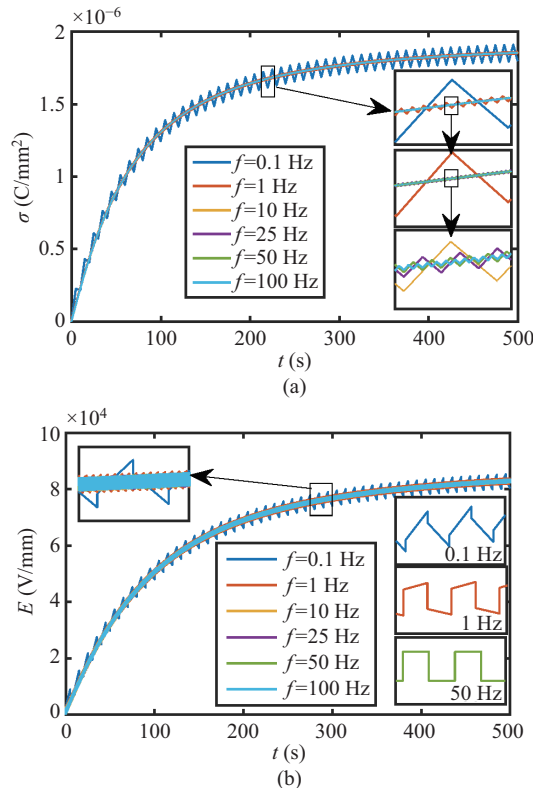 ×10⁻⁶
2
1.5
1
0.5
0
σ (C/mm²)
f=0.1 Hz
f=1 Hz
f=10 Hz
f=25 Hz
f=50 Hz
f=100 Hz
0 100 200 300 400 500
t (s)
(a)
×10⁴
10
8
6
4
2
0
E (V/mm)
f=0.1 Hz
f=1 Hz
f=10 Hz
f=25 Hz
f=50 Hz
f=100 Hz
0.1 Hz
1 Hz
50 Hz
0 100 200 300 400 500
t (s)
(b)